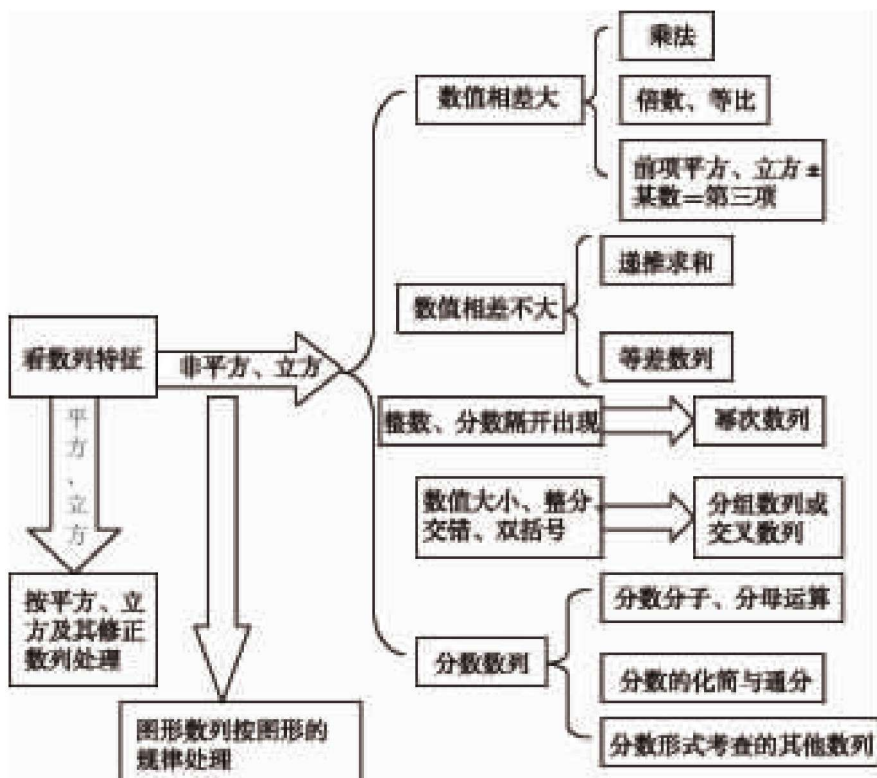 乘法
数值相差大
倍数、等比
前项平方、立方±
某数=第三项
递推求和
数值相差不大
等差数列
看数列特征
非平方、立方
平方、立方
整数、分数隔开出现
幂次数列
数值大小、整分
交错、双括号
分组数列或
交叉数列
按平方、立
方及其修正
数列处理
分数分子、分母运算
分数数列
分数的化简与通分
图形数列按图形的
规律处理
分数形式考查的其他数列